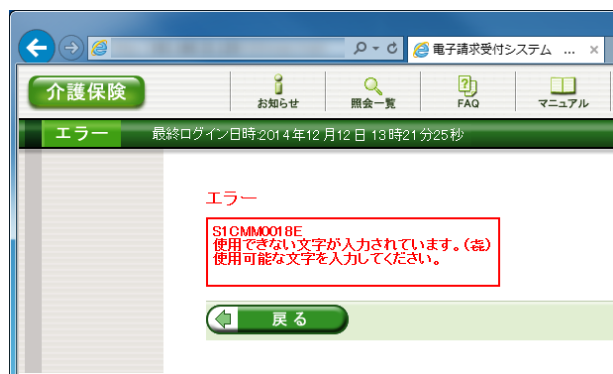 電子請求受付システム ...
介護保険
お知らせ
照会一覧
FAQ
マニュアル
エラー
最終ログイン日時:2014年12月12日 13時21分25秒
エラー
S1CMM0018E
使用できない文字が入力されています。(㐂)
使用可能な文字を入力してください。
戻る